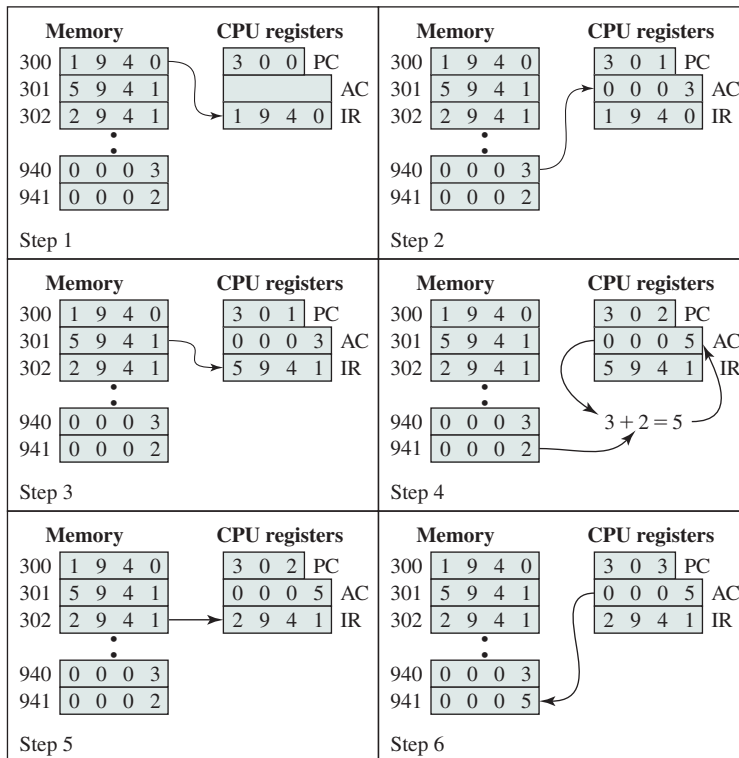 Memory CPU registers
300 1 9 4 0 3 0 0 PC
301 5 9 4 1 AC
302 2 9 4 1 1 9 4 0 IR
940 0 0 0 3
941 0 0 0 2
Step 1
Memory CPU registers
300 1 9 4 0 3 0 1 PC
301 5 9 4 1 0 0 0 3 AC
302 2 9 4 1 1 9 4 0 IR
940 0 0 0 3
941 0 0 0 2
Step 2
Memory CPU registers
300 1 9 4 0 3 0 1 PC
301 5 9 4 1 0 0 0 3 AC
302 2 9 4 1 5 9 4 1 IR
940 0 0 0 3
941 0 0 0 2
Step 3
Memory CPU registers
300 1 9 4 0 3 0 2 PC
301 5 9 4 1 0 0 0 5 AC
302 2 9 4 1 5 9 4 1 IR
940 0 0 0 3 3 + 2 = 5
941 0 0 0 2
Step 4
Memory CPU registers
300 1 9 4 0 3 0 2 PC
301 5 9 4 1 0 0 0 5 AC
302 2 9 4 1 2 9 4 1 IR
940 0 0 0 3
941 0 0 0 2
Step 5
Memory CPU registers
300 1 9 4 0 3 0 3 PC
301 5 9 4 1 0 0 0 5 AC
302 2 9 4 1 2 9 4 1 IR
940 0 0 0 3
941 0 0 0 5
Step 6